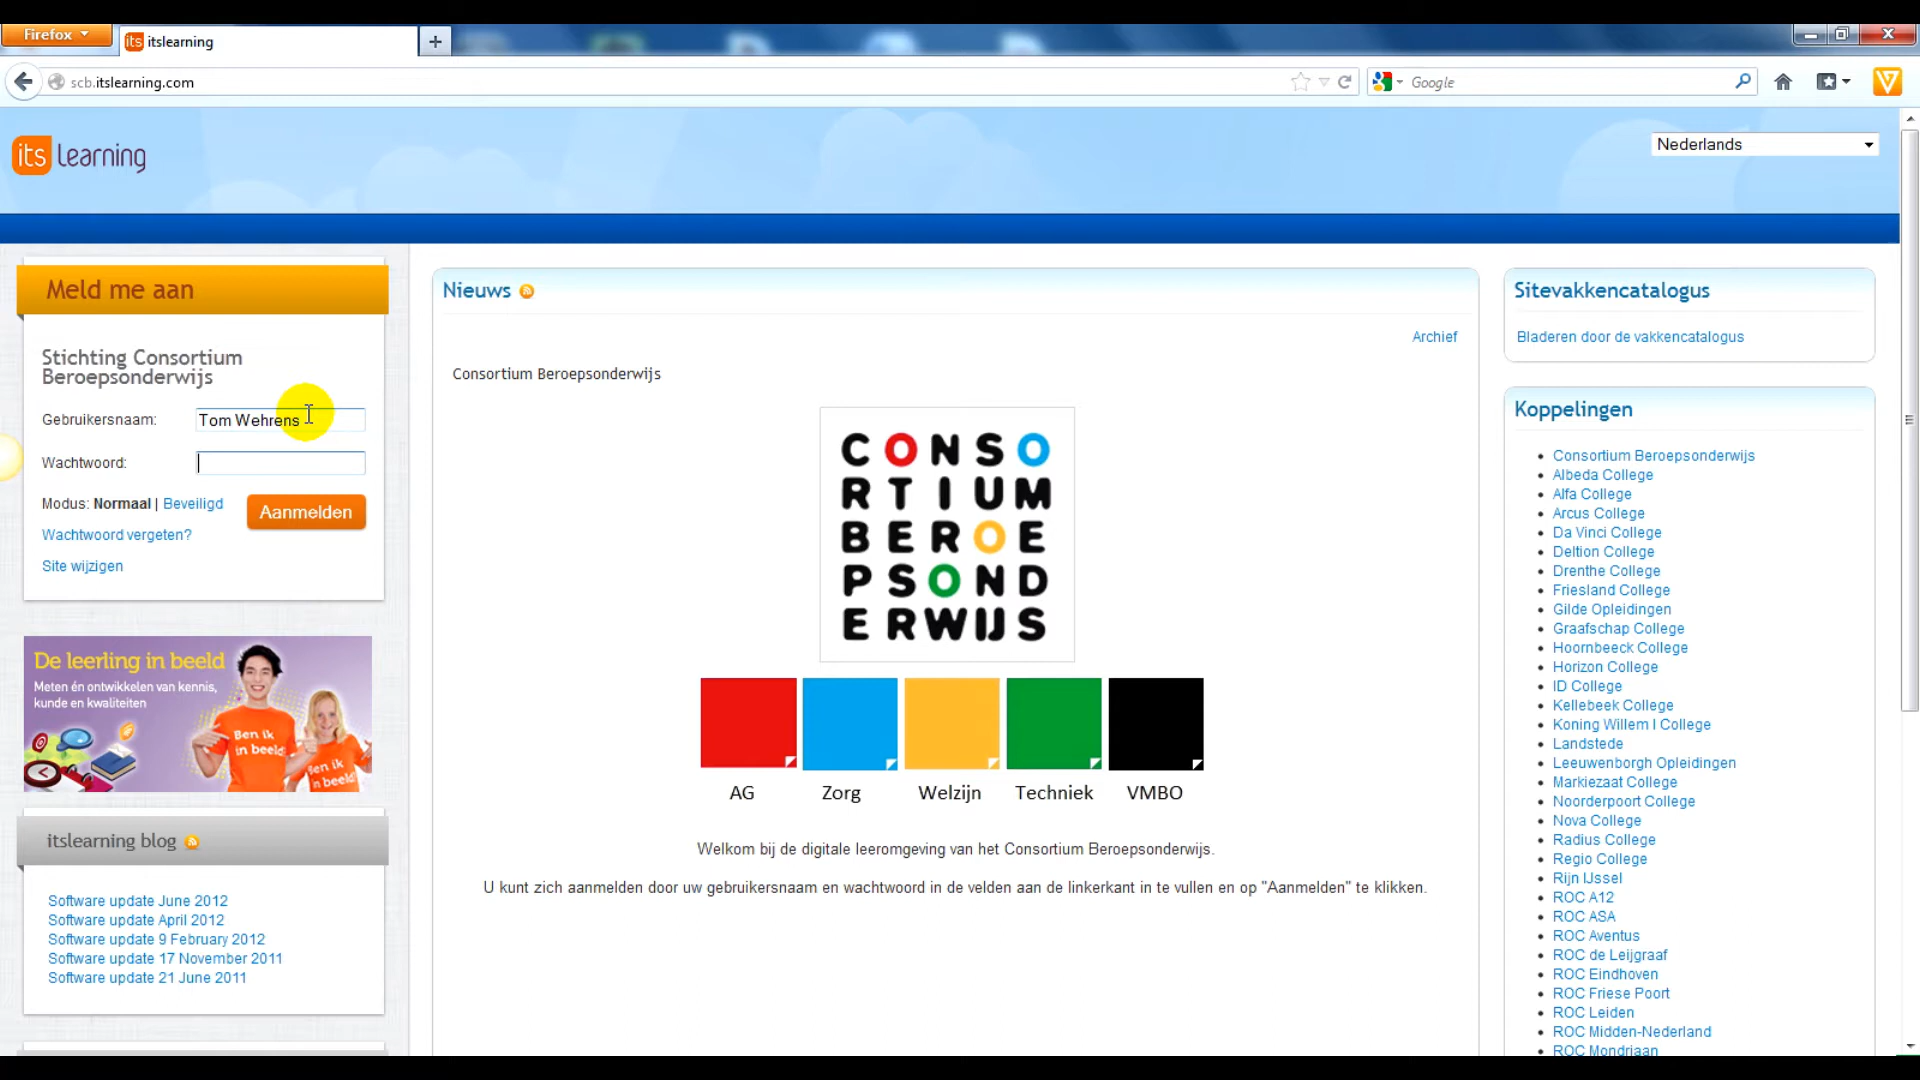 Firefox
its itslearning
scb.itslearning.com
Google
its learning
Nederlands
Meld me aan
Stichting Consortium
Beroepsonderwijs
Gebruikersnaam: Tom Wehrens
Wachtwoord:
Modus: Normaal | Beveiligd
Aanmelden
Wachtwoord vergeten?
Site wijzigen
De leerling in beeld
Meten én ontwikkelen van kennis,
kunde en kwaliteiten
Ben ik
in beeld!
Ben ik
in beeld!
itslearning blog
Software update June 2012
Software update April 2012
Software update 9 February 2012
Software update 17 November 2011
Software update 21 June 2011
Nieuws
Archief
Consortium Beroepsonderwijs
CONSO
RTIUM
BEROE
PSOND
ERWIJS
AG Zorg Welzijn Techniek VMBO
Welkom bij de digitale leeromgeving van het Consortium Beroepsonderwijs.
U kunt zich aanmelden door uw gebruikersnaam en wachtwoord in de velden aan de linkerkant in te vullen en op "Aanmelden" te klikken.
Sitevakkencatalogus
Bladeren door de vakkencatalogus
Koppelingen
Consortium Beroepsonderwijs
Albeda College
Alfa College
Arcus College
Da Vinci College
Deltion College
Drenthe College
Friesland College
Gilde Opleidingen
Graafschap College
Hoornbeeck College
Horizon College
ID College
Kellebeek College
Koning Willem I College
Landstede
Leeuwenborgh Opleidingen
Markiezaat College
Noorderpoort College
Nova College
Radius College
Regio College
Rijn IJssel
ROC A12
ROC ASA
ROC Aventus
ROC de Leijgraaf
ROC Eindhoven
ROC Friese Poort
ROC Leiden
ROC Midden-Nederland
ROC Mondriaan